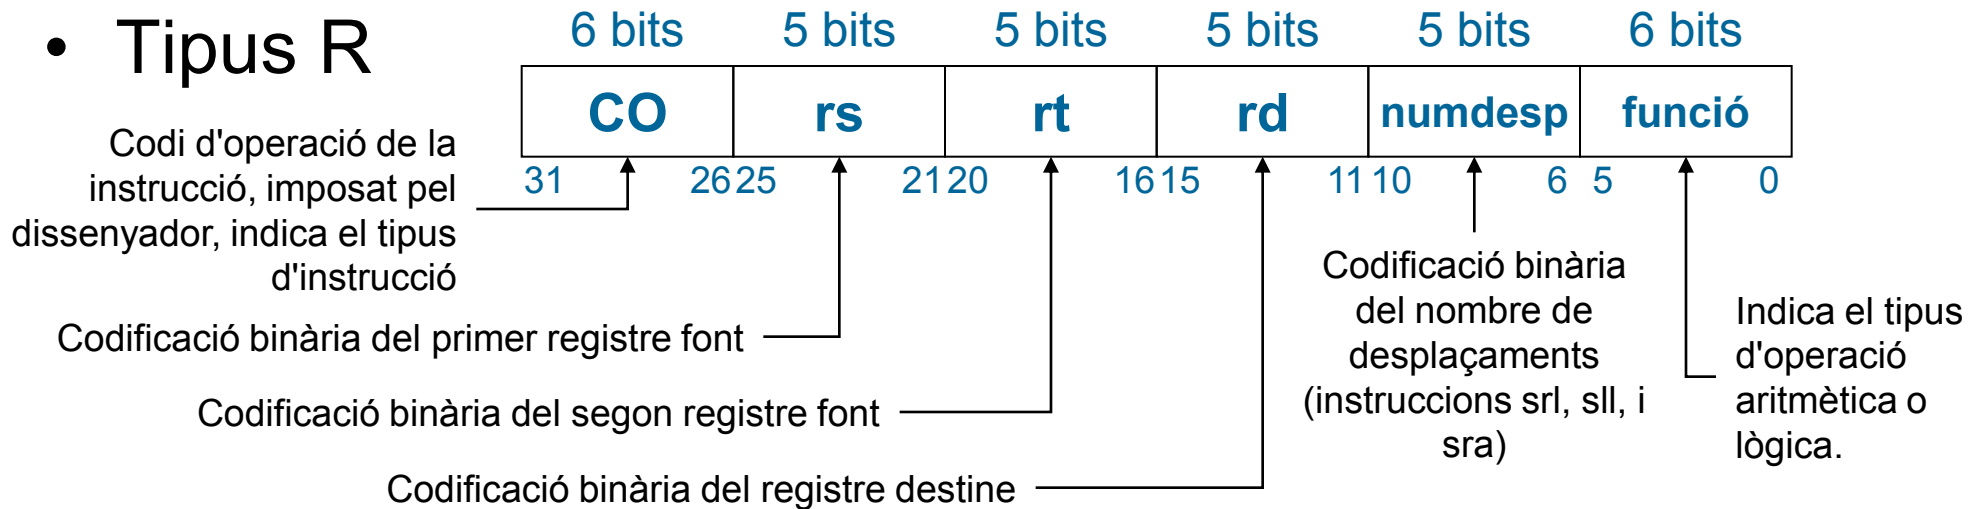 • Tipus R
6 bits 5 bits 5 bits 5 bits 5 bits 6 bits
CO rs rt rd numdesp funció
31 26 25 21 20 16 15 11 10 6 5 0
Codi d'operació de la
instrucció, imposat pel
dissenyador, indica el tipus
d'instrucció
Codificació binària del primer registre font
Codificació binària del segon registre font
Codificació binària del registre destine
Codificació binària
del nombre de
desplaçaments
(instruccions srl, sll, i
sra)
Indica el tipus
d'operació
aritmètica o
lògica.